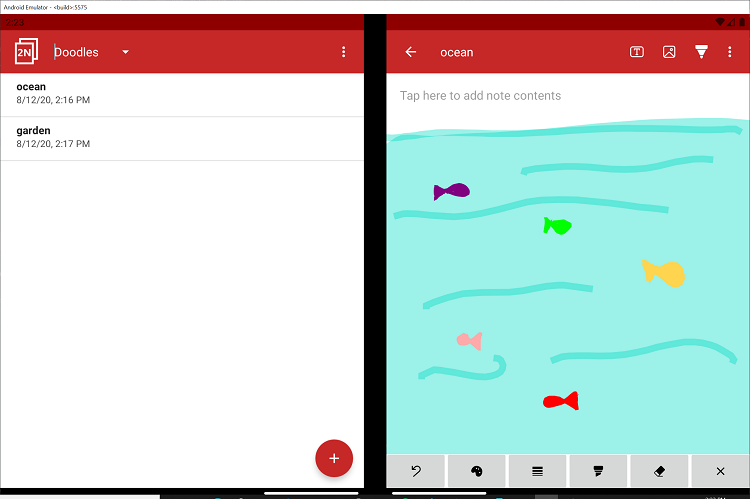 Android Emulator - <build>:5575
2:23
2N
Doodles
ocean
8/12/20, 2:16 PM
garden
8/12/20, 2:17 PM
ocean
T
Tap here to add note contents